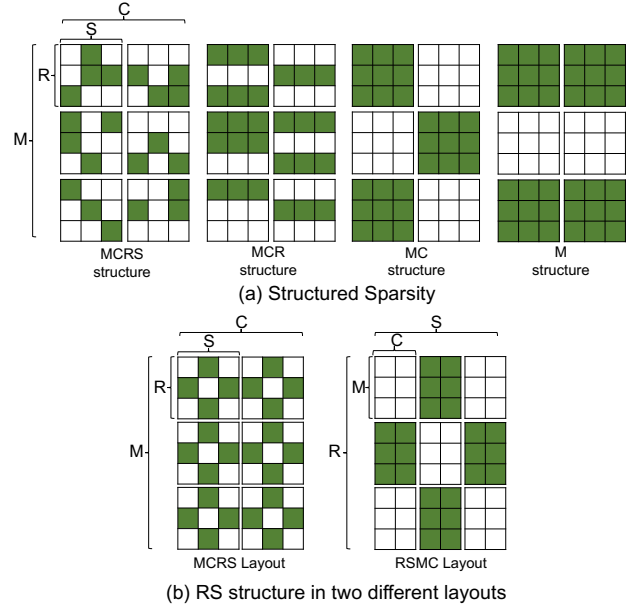 C
S
R
M
MCRS structure
MCR structure
MC structure
M structure
(a) Structured Sparsity
C
S
R
M
MCRS Layout
S
C
M
R
RSMC Layout
(b) RS structure in two different layouts